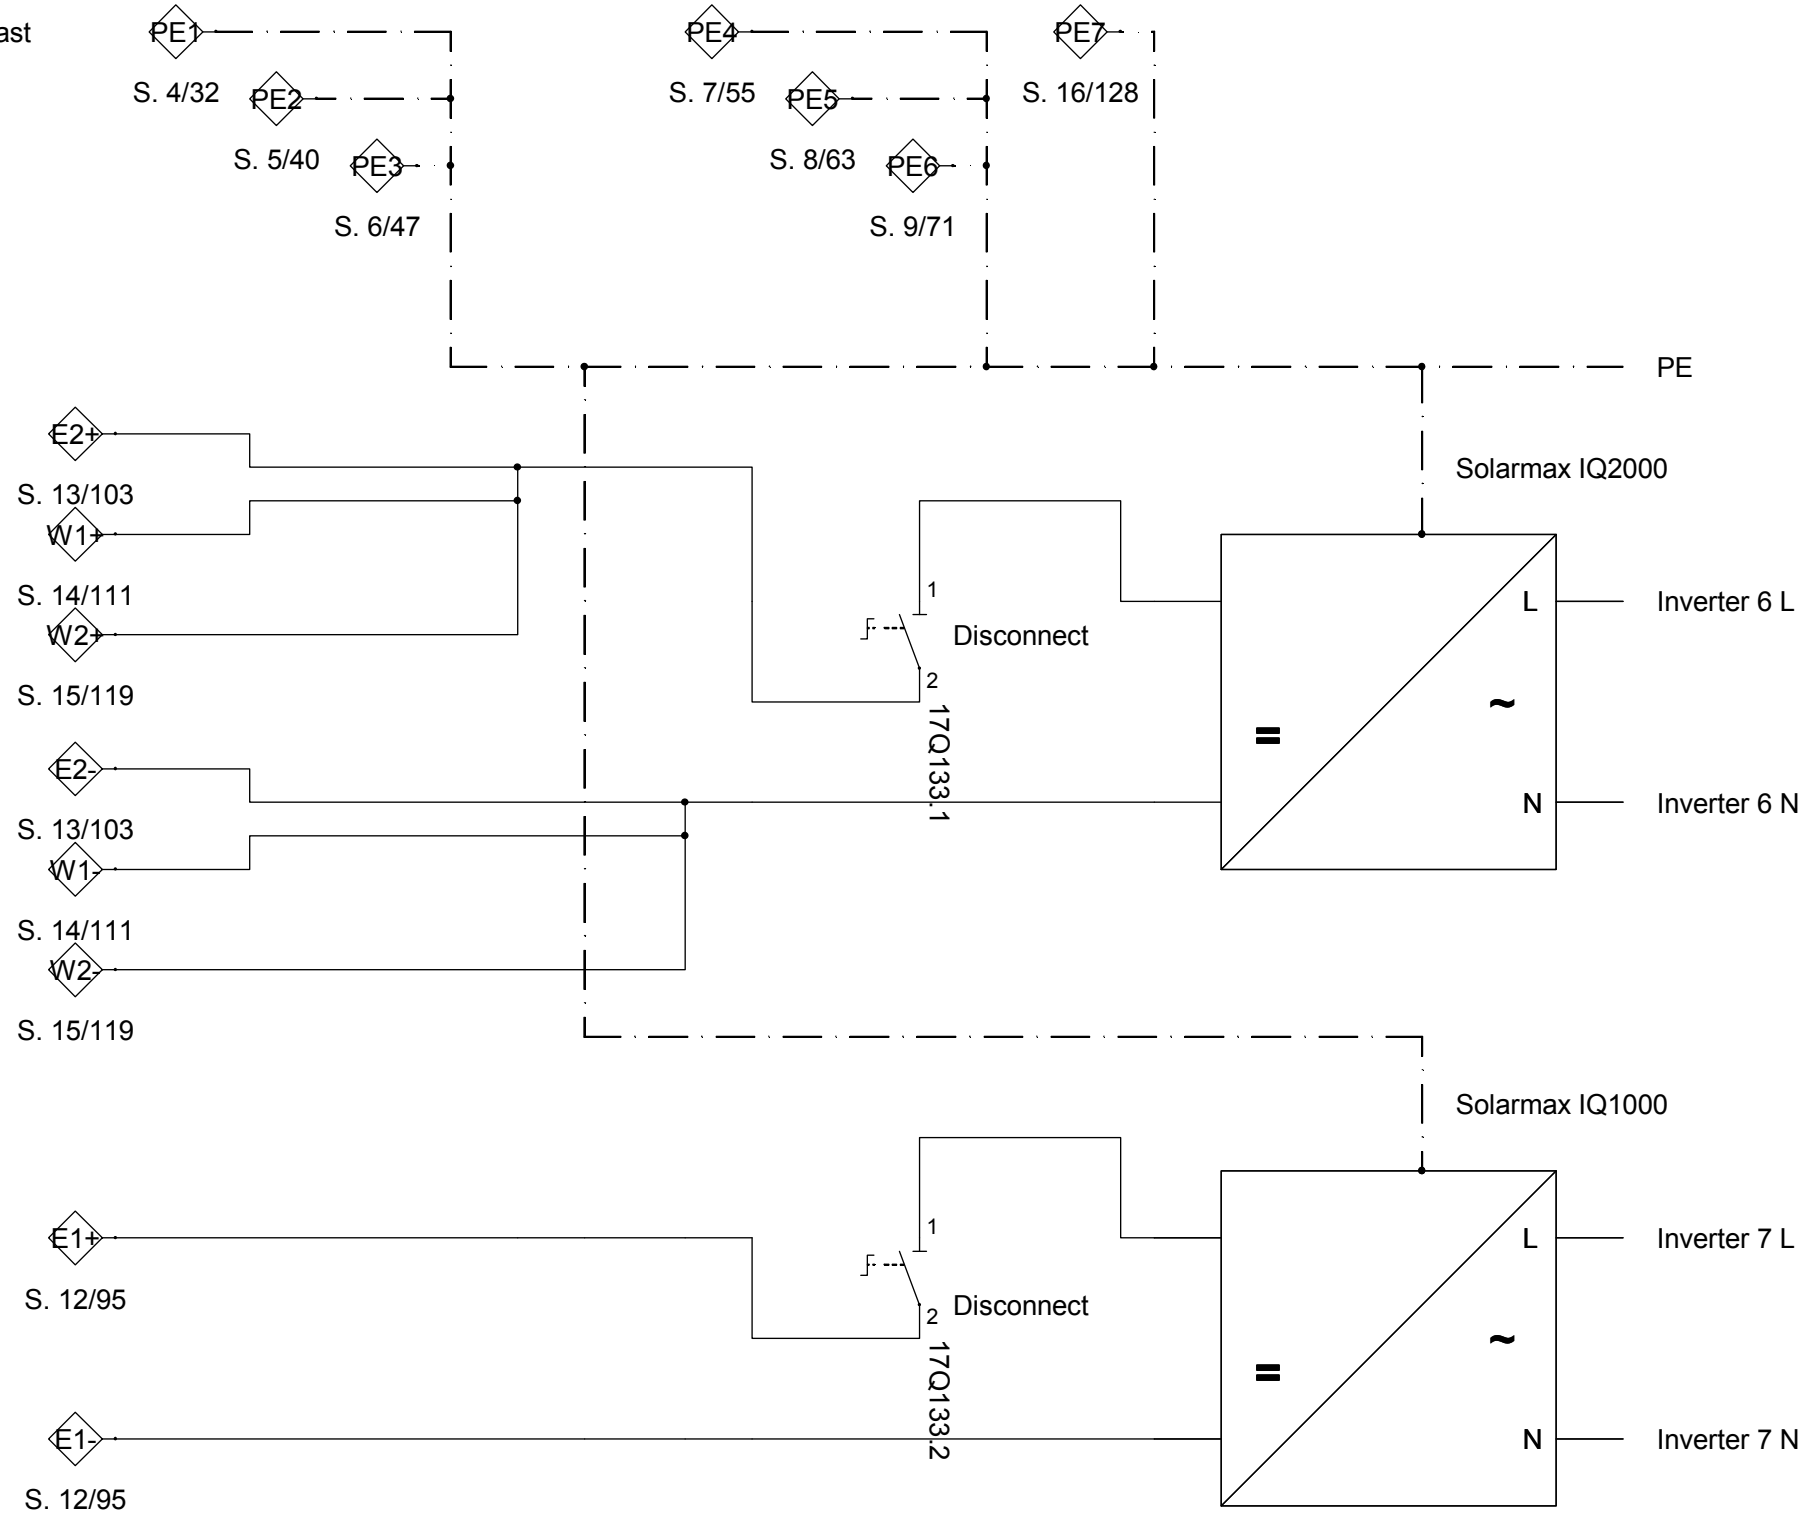 PE1
PE4
PE7
S. 4/32
PE2
S. 7/55
PE5
S. 16/128
S. 5/40
PE3
S. 8/63
PE6
S. 6/47
S. 9/71
PE
E2+
Solarmax IQ2000
S. 13/103
W1+
S. 14/111
1
L
Inverter 6 L
W2+
Disconnect
S. 15/119
2
~
17Q133.1
=
E2-
S. 13/103
N
Inverter 6 N
W1-
S. 14/111
W2-
S. 15/119
Solarmax IQ1000
E1+
1
L
Inverter 7 L
S. 12/95
Disconnect
2
~
17Q133.2
=
E1-
N
Inverter 7 N
S. 12/95